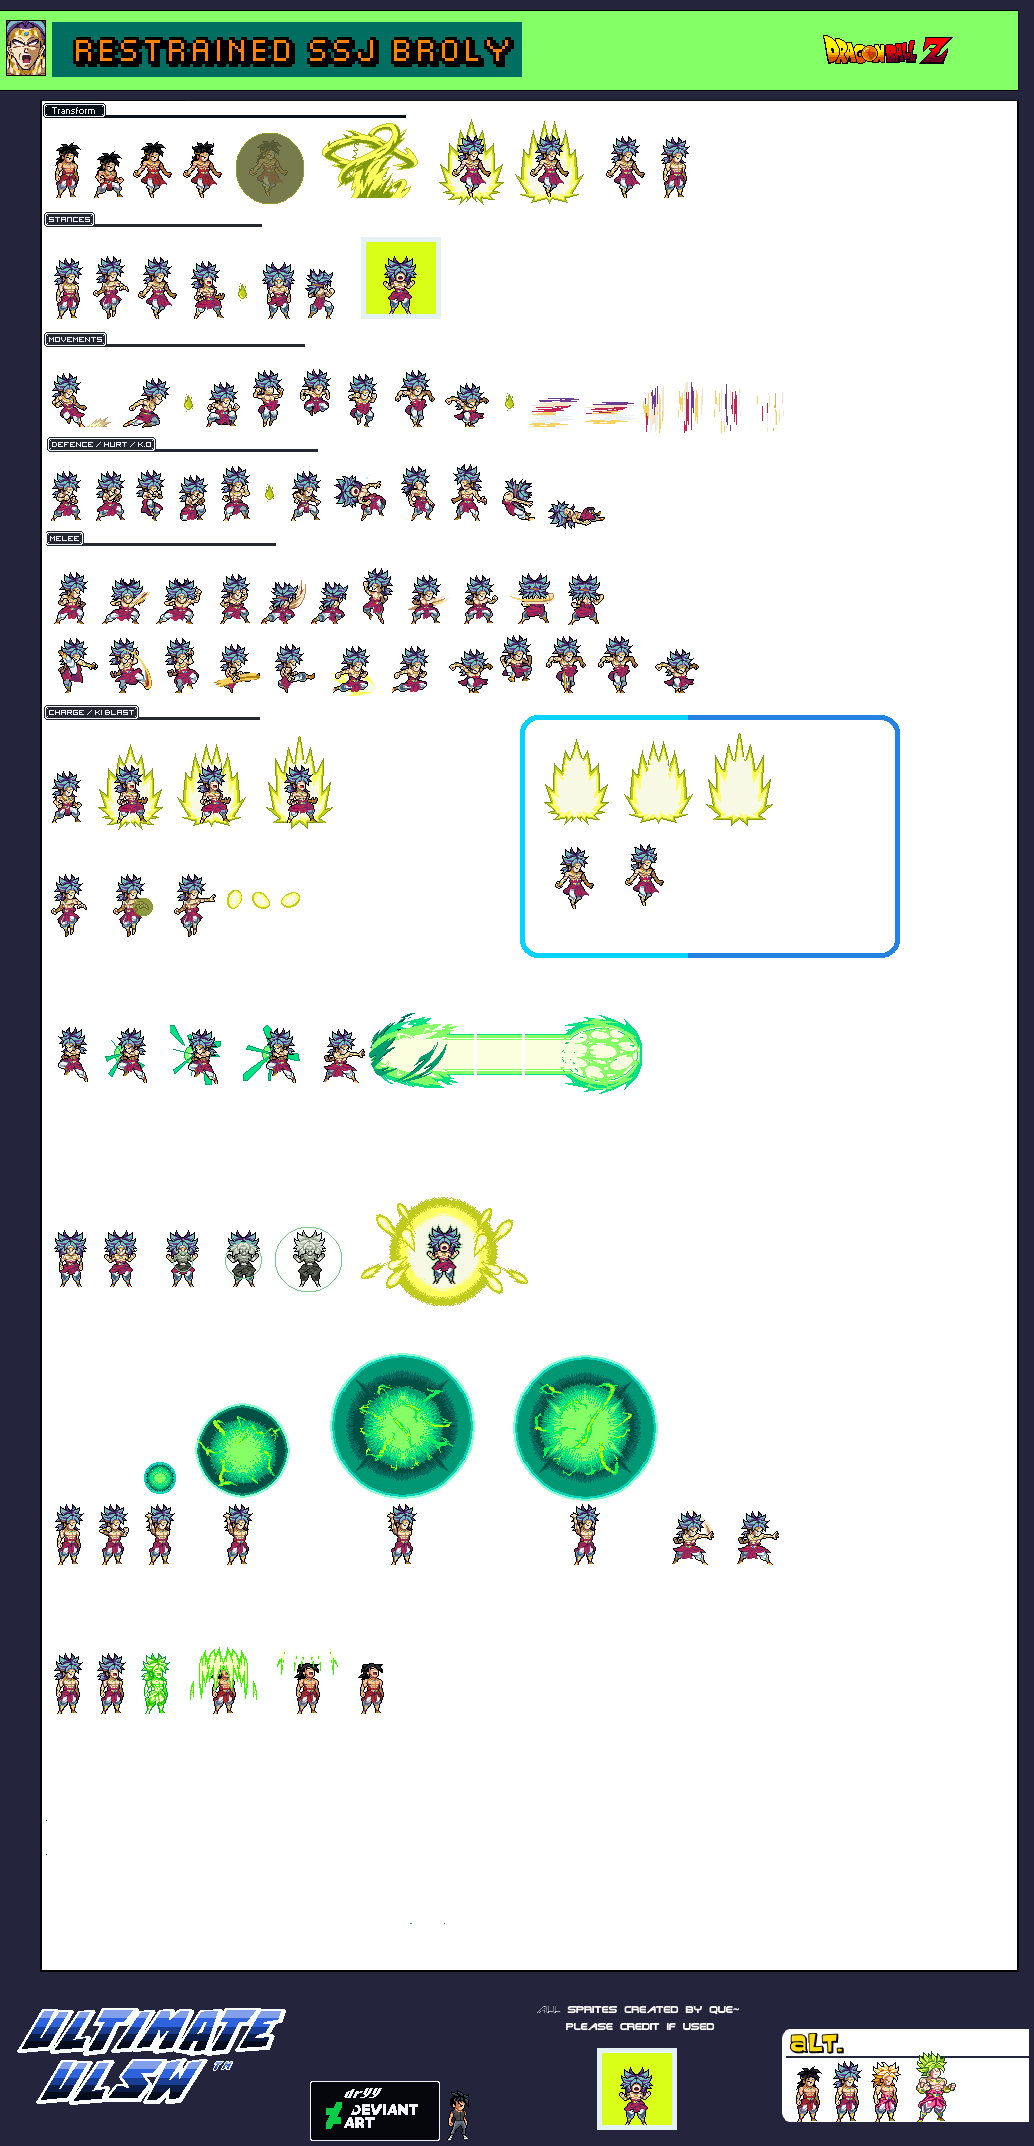 RESTRAINED SSJ BROLY
DRAGON BALL Z
Transform
STANCES
MOVEMENTS
DEFENCE / HURT / K.O
MELEE
CHARGE / KI BLAST
ALL SPRITES CREATED BY QUE~
PLEASE CREDIT IF USED
ULTIMATE
ULSW TM
aLT.
dryy
DEVIANT
ART